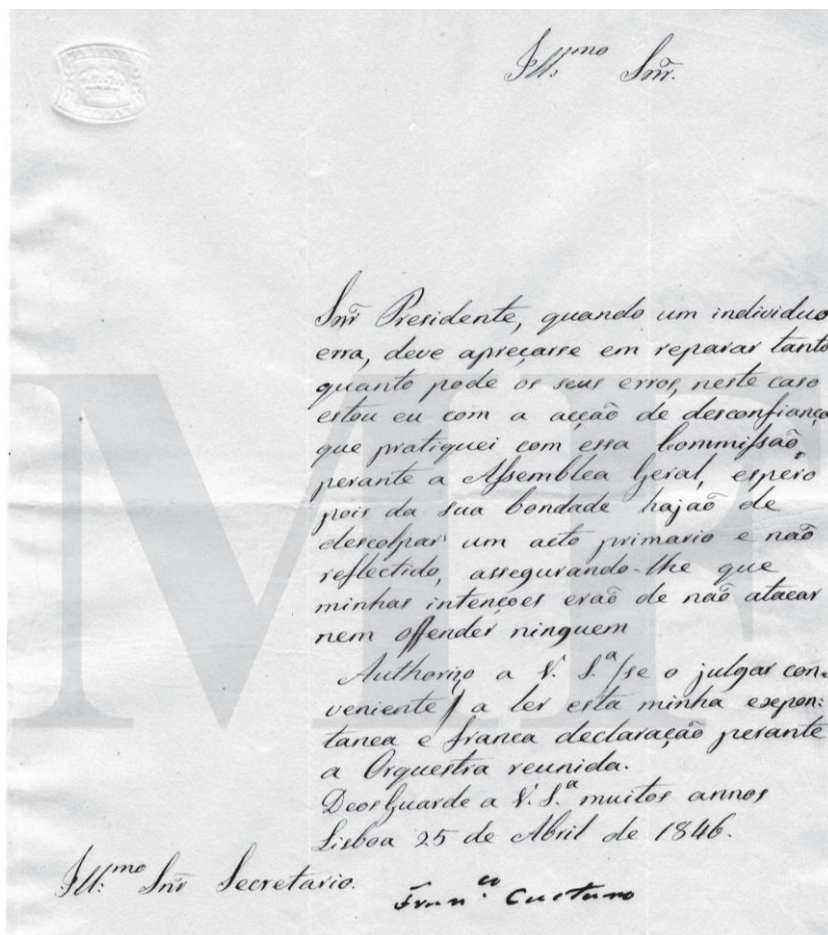 Ill.mo Snr.
Snr Presidente, quando um individuo
erra, deve apreçarse em reparar tanto
quanto pode os seus erros, neste caso
estou eu com a acção de desconfiança
que pratiquei com essa Commissão,
perante a Assemblea Geral, espero
pois da sua bondade hajaõ de
descolpar um acto primario e naõ
reflectido, assegurando-lhe que
minhas intençoes eraõ de naõ atacar
nem offender ninguem
Authorizo a V. S.ª /se o julgar con-
veniente/ a ler esta minha expon:
tanea e franca declaração perante
a Orquestra reunida.
Deos Guarde a V. S.ª muitos annos
Lisboa 25 de Abril de 1846.
Ill:mo Snr Secretario.
Fran.co
MF